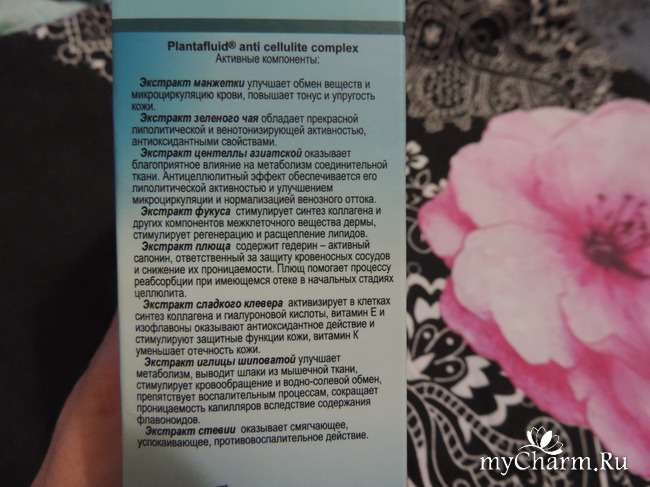 Plantafluid® anti cellulite complex
Активные компоненты:
Экстракт манжетки улучшает обмен веществ и
микроциркуляцию крови, повышает тонус и упругость
кожи.
Экстракт зеленого чая обладает прекрасной
липолитической и венотонизирующей активностью,
антиоксидантными свойствами.
Экстракт центеллы азиатской оказывает
благоприятное влияние на метаболизм соединительной
ткани. Антицеллюлитный эффект обеспечивается его
липолитической активностью и улучшением
микроциркуляции и нормализацией венозного оттока.
Экстракт фукуса стимулирует синтез коллагена и
других компонентов межклеточного вещества дермы,
стимулирует регенерацию и расщепление липидов.
Экстракт плюща содержит гедерин – активный
сапонин, ответственный за защиту кровеносных сосудов
и снижение их проницаемости. Плющ помогает процессу
реабсорбции при имеющемся отеке в начальных стадиях
целлюлита.
Экстракт сладкого клевера активизирует в клетках
синтез коллагена и гиалуроновой кислоты, витамин Е и
изофлавоны оказывают антиоксидантное действие и
стимулируют защитные функции кожи, витамин К
уменьшает отечность кожи.
Экстракт иглицы шиповатой улучшает
метаболизм, выводит шлаки из мышечной ткани,
стимулирует кровообращение и водно-солевой обмен,
препятствует воспалительным процессам, сокращает
проницаемость капилляров вследствие содержания
флавоноидов.
Экстракт стевии оказывает смягчающее,
успокаивающее, противовоспалительное действие.
myCharm.Ru